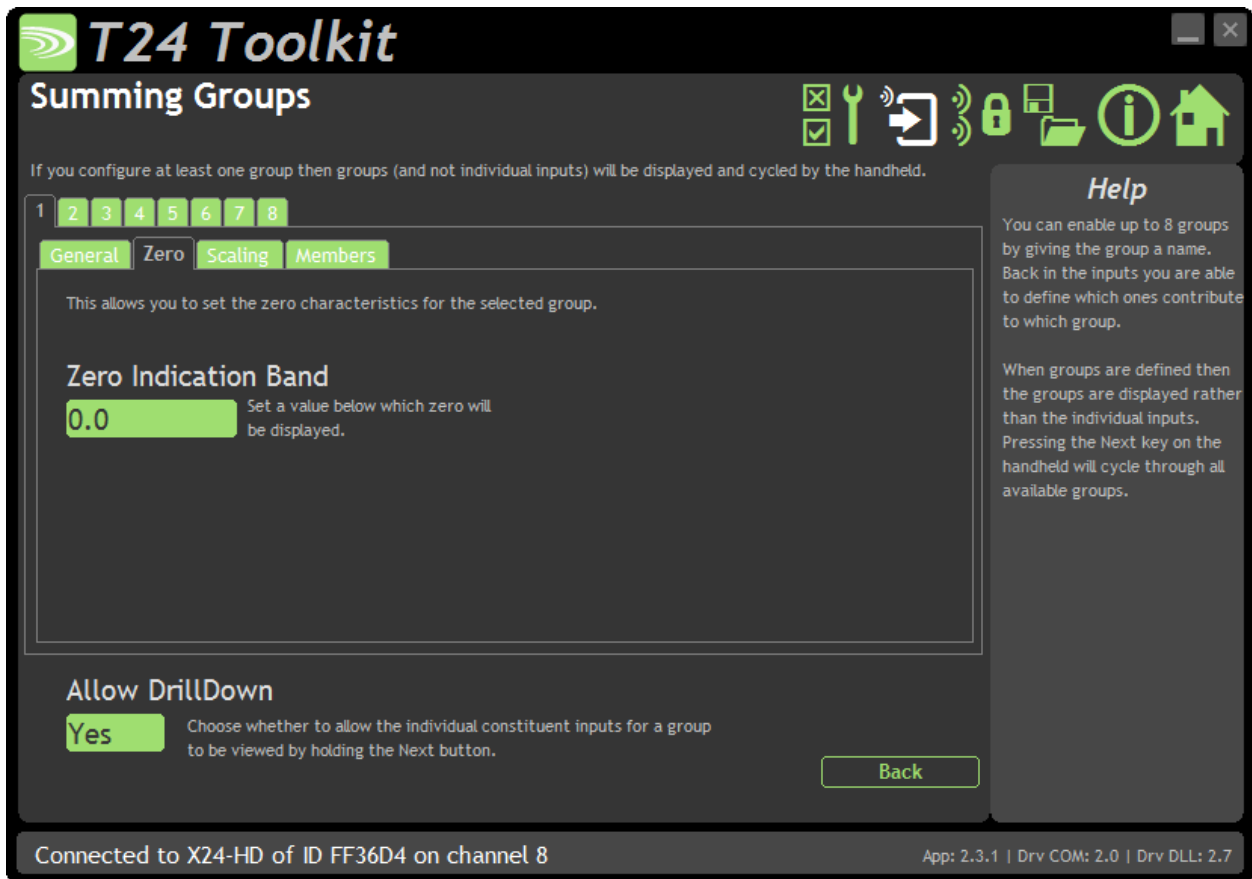 T24 Toolkit
Summing Groups
If you configure at least one group then groups (and not individual inputs) will be displayed and cycled by the handheld.
1 2 3 4 5 6 7 8
General Zero Scaling Members
This allows you to set the zero characteristics for the selected group.
Zero Indication Band
0.0
Set a value below which zero will
be displayed.
Allow DrillDown
Yes
Choose whether to allow the individual constituent inputs for a group
to be viewed by holding the Next button.
Back
Help
You can enable up to 8 groups
by giving the group a name.
Back in the inputs you are able
to define which ones contribute
to which group.
When groups are defined then
the groups are displayed rather
than the individual inputs.
Pressing the Next key on the
handheld will cycle through all
available groups.
Connected to X24-HD of ID FF36D4 on channel 8
App: 2.3.1 | Drv COM: 2.0 | Drv DLL: 2.7